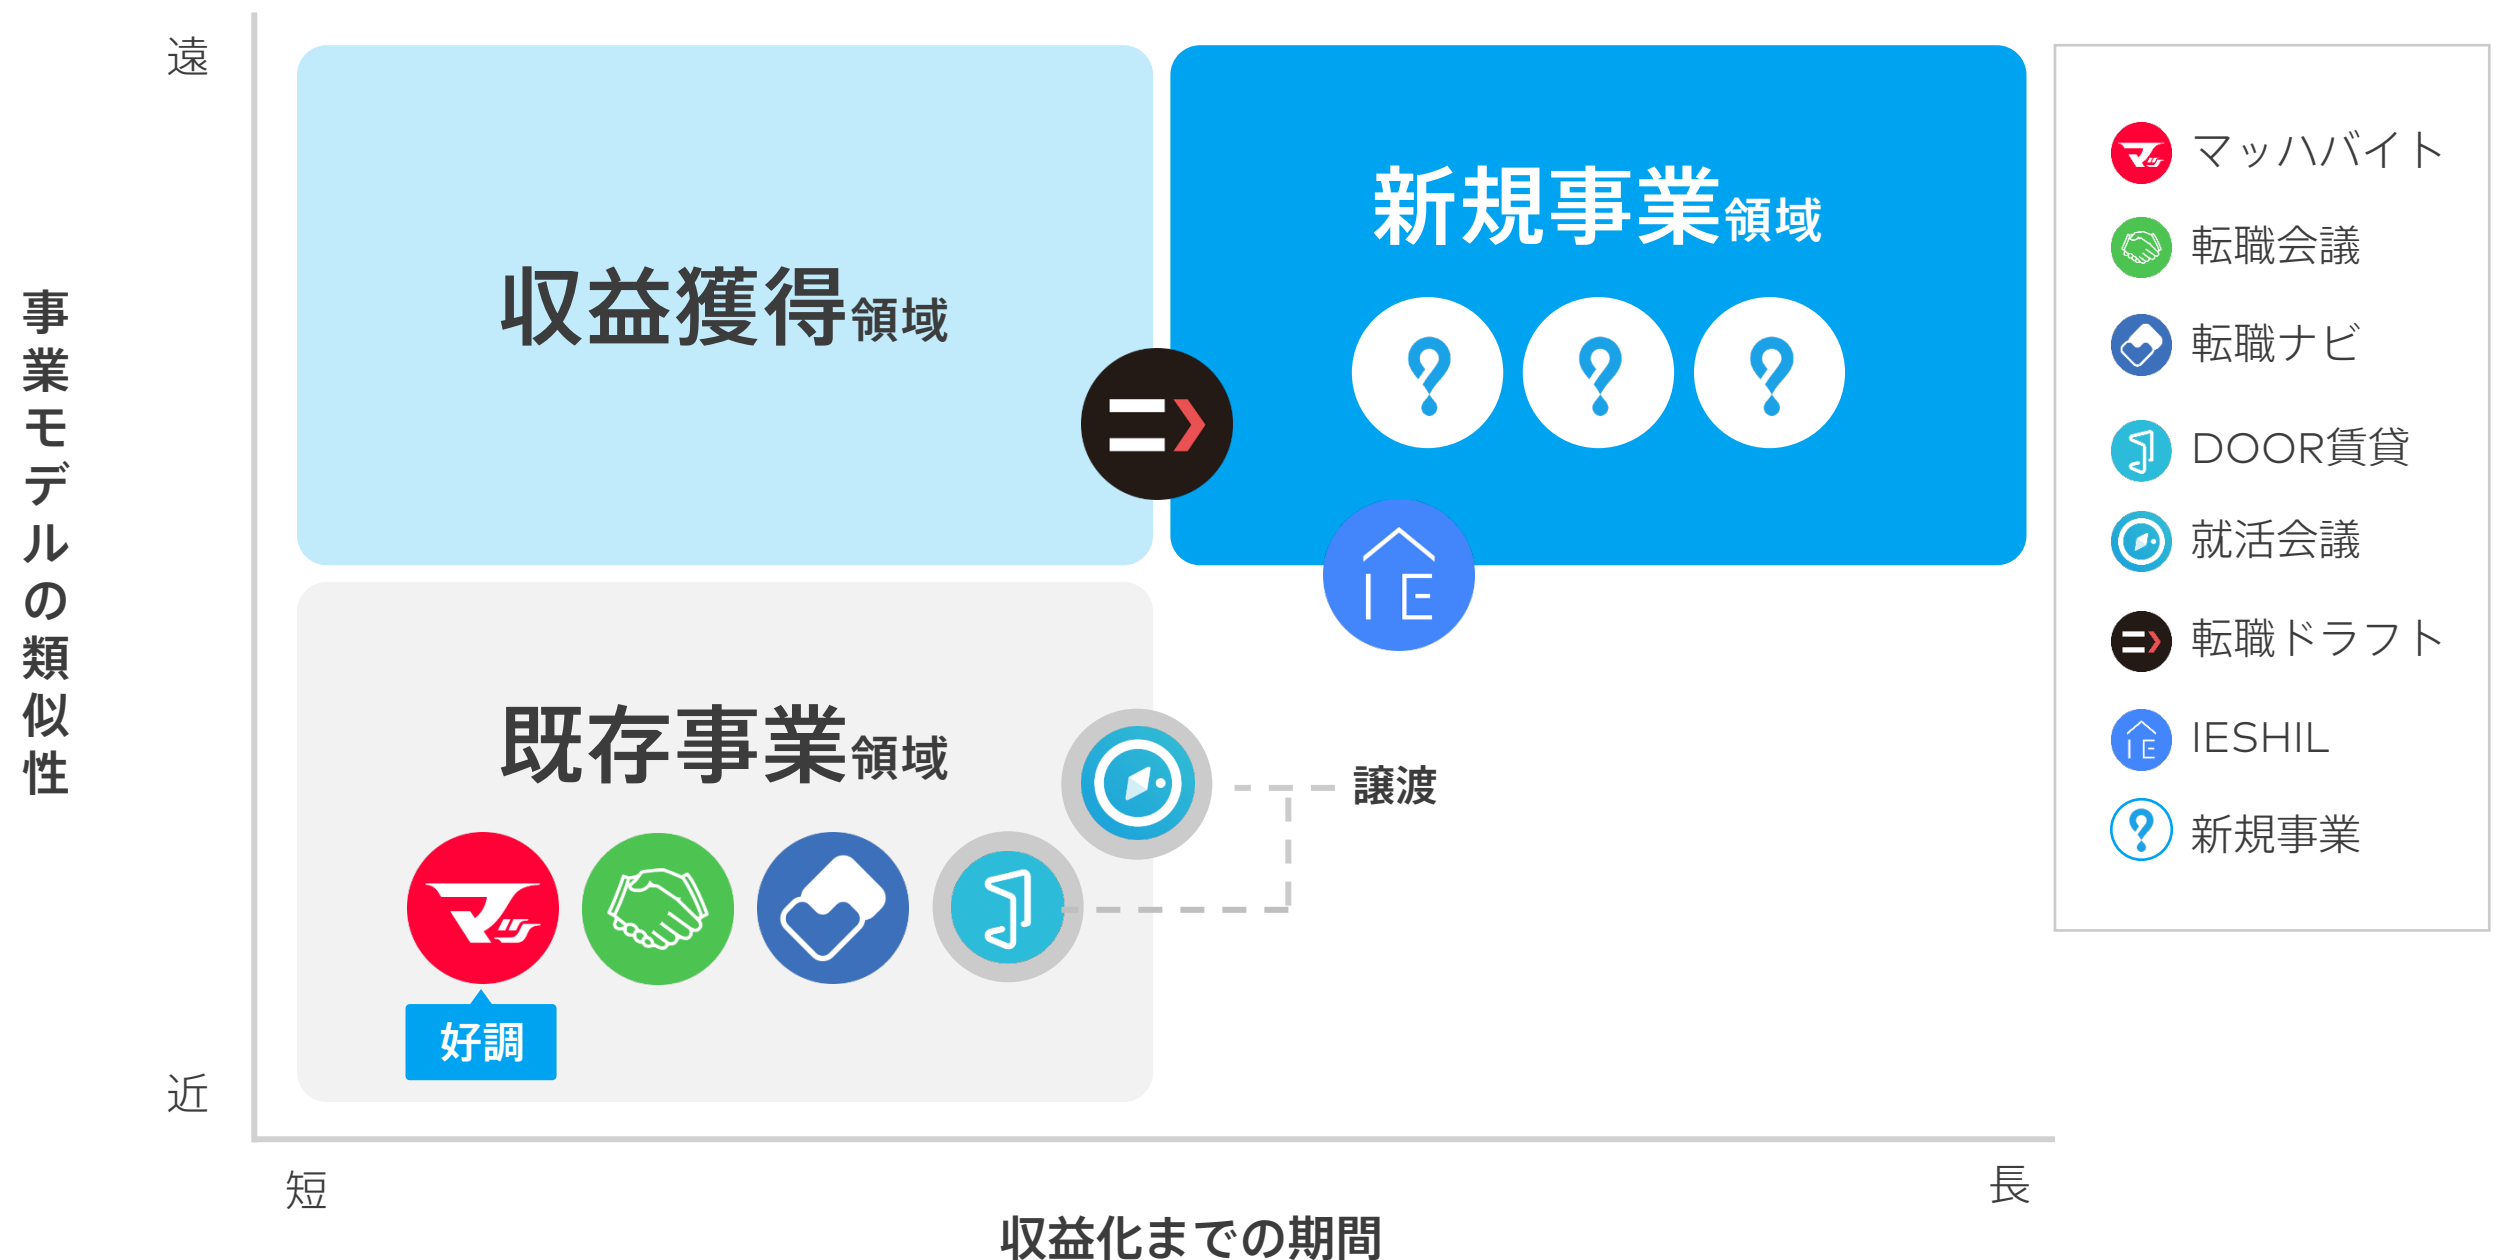 遠
事業モデルの類似性
近
収益獲得領域
新規事業領域
IE
既存事業領域
譲渡
好調
短
収益化までの期間
長
マッハバイト
転職会議
転職ナビ
DOOR賃貸
就活会議
転職ドラフト
IE
IESHIL
新規事業